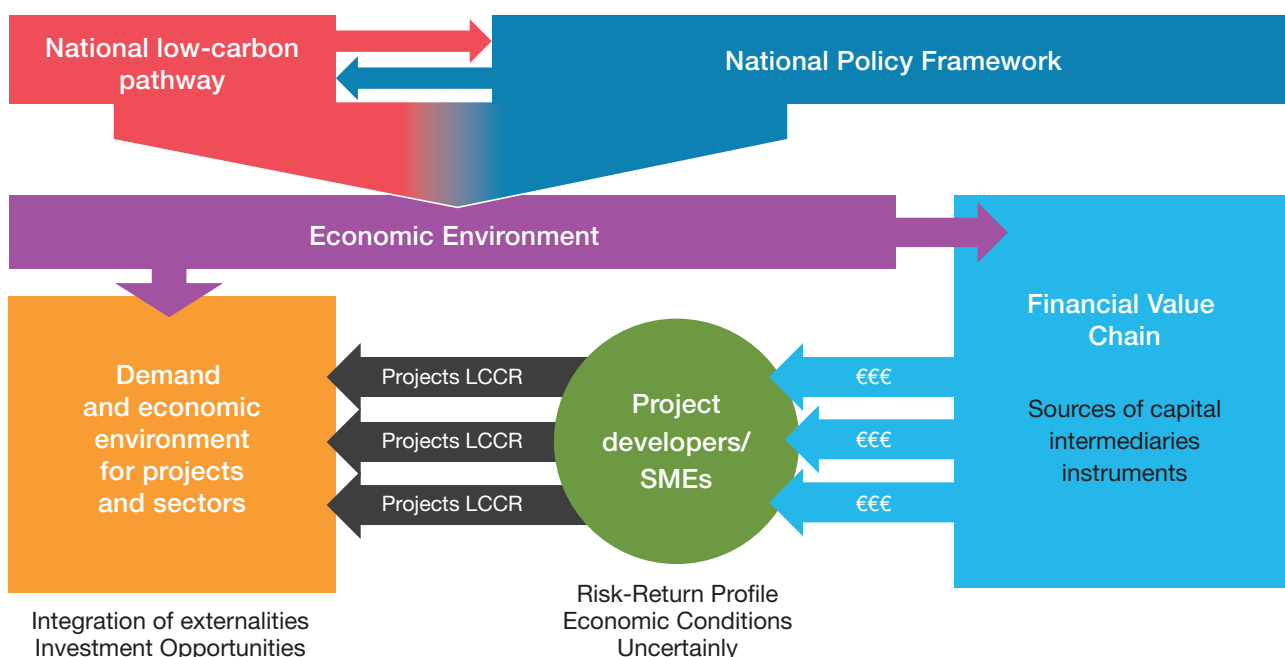 National low-carbon
pathway
National Policy Framework
Economic Environment
Demand
and economic
environment
for projects
and sectors
Projects LCCR
Projects LCCR
Projects LCCR
Project
developers/
SMEs
€€€
€€€
€€€
Financial Value
Chain
Sources of capital
intermediaries
instruments
Integration of externalities
Investment Opportunities
Risk-Return Profile
Economic Conditions
Uncertainly